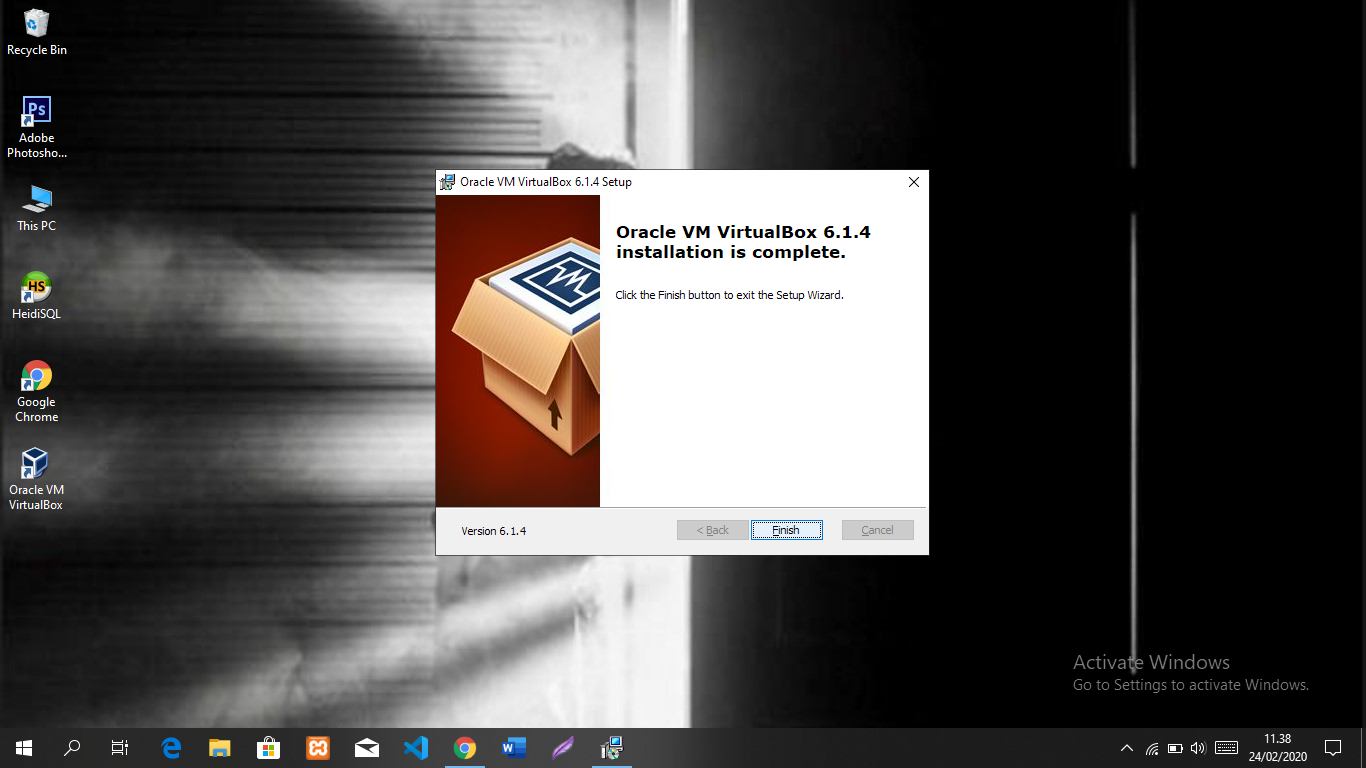 Recycle Bin
Ps
Adobe
Photosho...
This PC
HS
HeidiSQL
Google
Chrome
Oracle VM
VirtualBox
Oracle VM VirtualBox 6.1.4 Setup
Oracle VM VirtualBox 6.1.4
installation is complete.
Click the Finish button to exit the Setup Wizard.
Version 6.1.4
< Back
Finish
Cancel
Activate Windows
Go to Settings to activate Windows.
11.38
24/02/2020